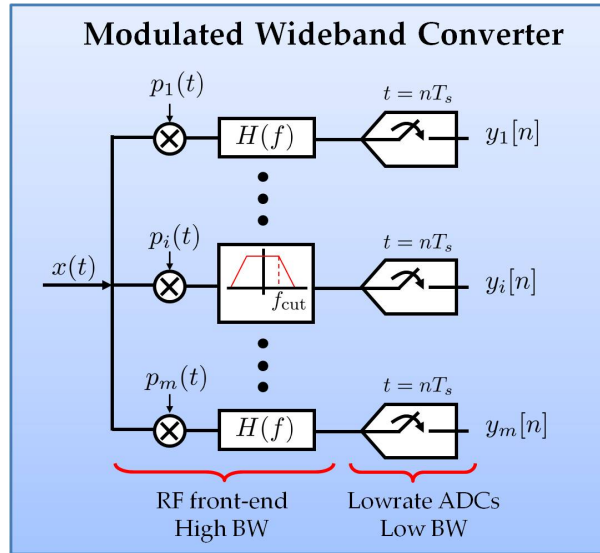 Modulated Wideband Converter
p₁(t)
t = nTₛ
H(f)
y₁[n]
pᵢ(t)
t = nTₛ
x(t)
f_cut
yᵢ[n]
pₘ(t)
t = nTₛ
H(f)
yₘ[n]
RF front-end
High BW
Lowrate ADCs
Low BW